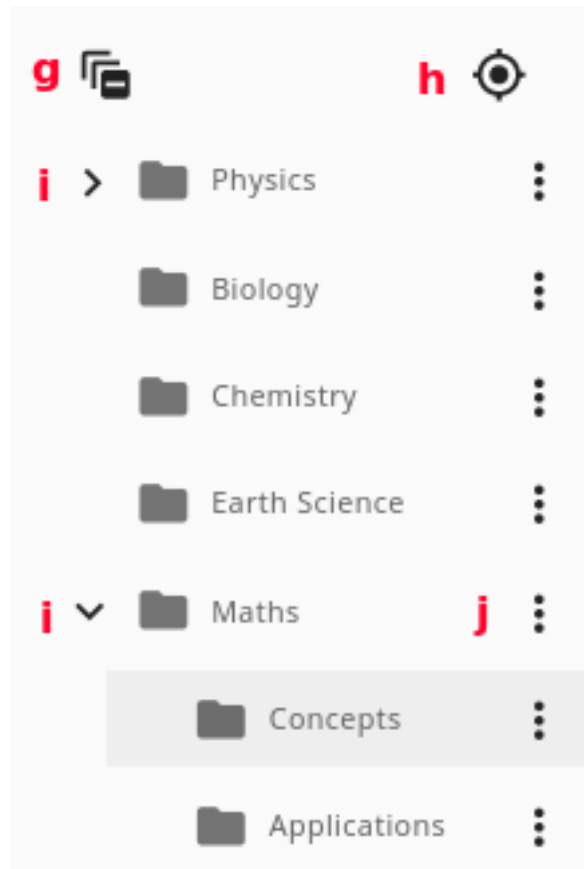 g h
i Physics
Biology
Chemistry
Earth Science
i Maths j
Concepts
Applications